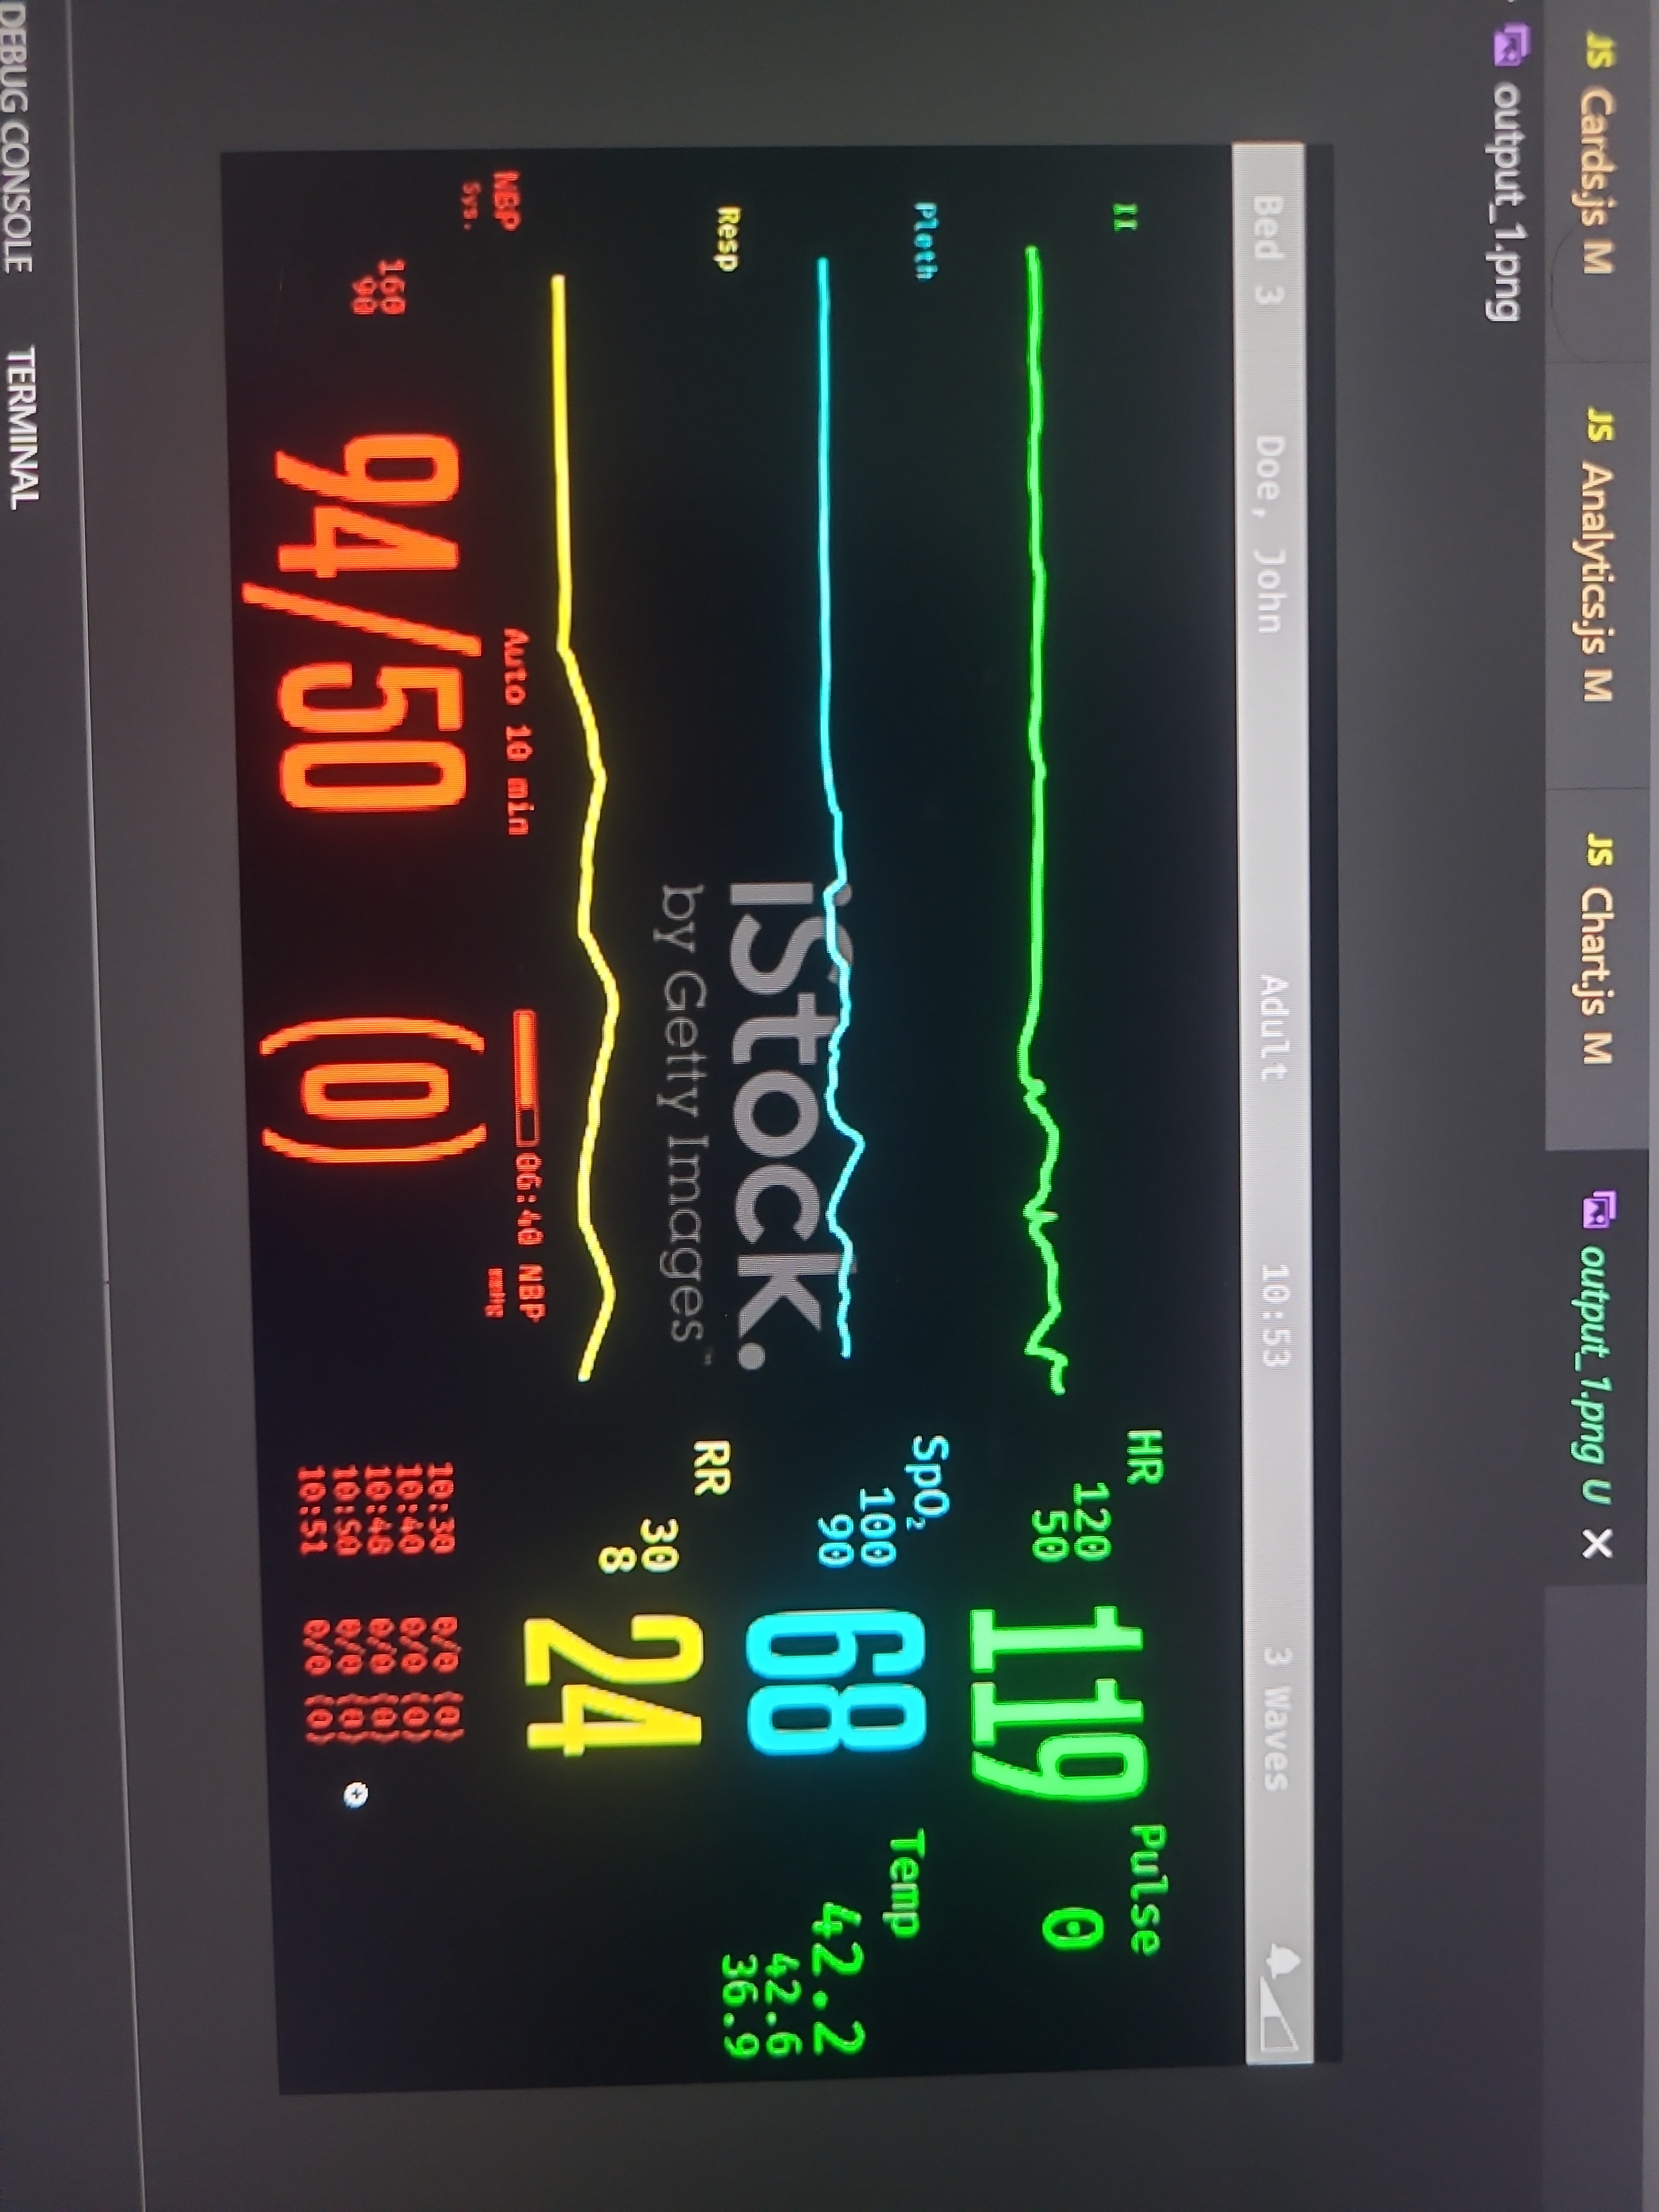 JS Cards.js M JS Analytics.js M JS Chart.js M output_1.png U ×
output_1.png
Bed 3 Doe, John Adult 10:53 3 Waves
II
HR
120
50
119
Pulse
0
Pleth
SpO₂
100
90
68
Temp
42.2
42.6
36.9
iStock.
by Getty Images™
Resp
RR
30
8
24
NBP
Sys.
160
90
Auto 10 min
06:40 NBP
mmHg
94/50 (0)
10:30 0/0 (0)
10:40 0/0 (0)
10:46 0/0 (0)
10:50 0/0 (0)
10:51 0/0 (0)
DEBUG CONSOLE TERMINAL